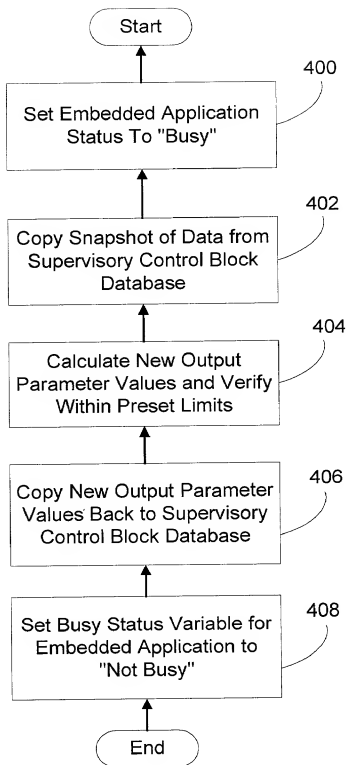 Start
400
Set Embedded Application
Status To "Busy"
402
Copy Snapshot of Data from
Supervisory Control Block
Database
404
Calculate New Output
Parameter Values and Verify
Within Preset Limits
406
Copy New Output Parameter
Values Back to Supervisory
Control Block Database
408
Set Busy Status Variable for
Embedded Application to
"Not Busy"
End